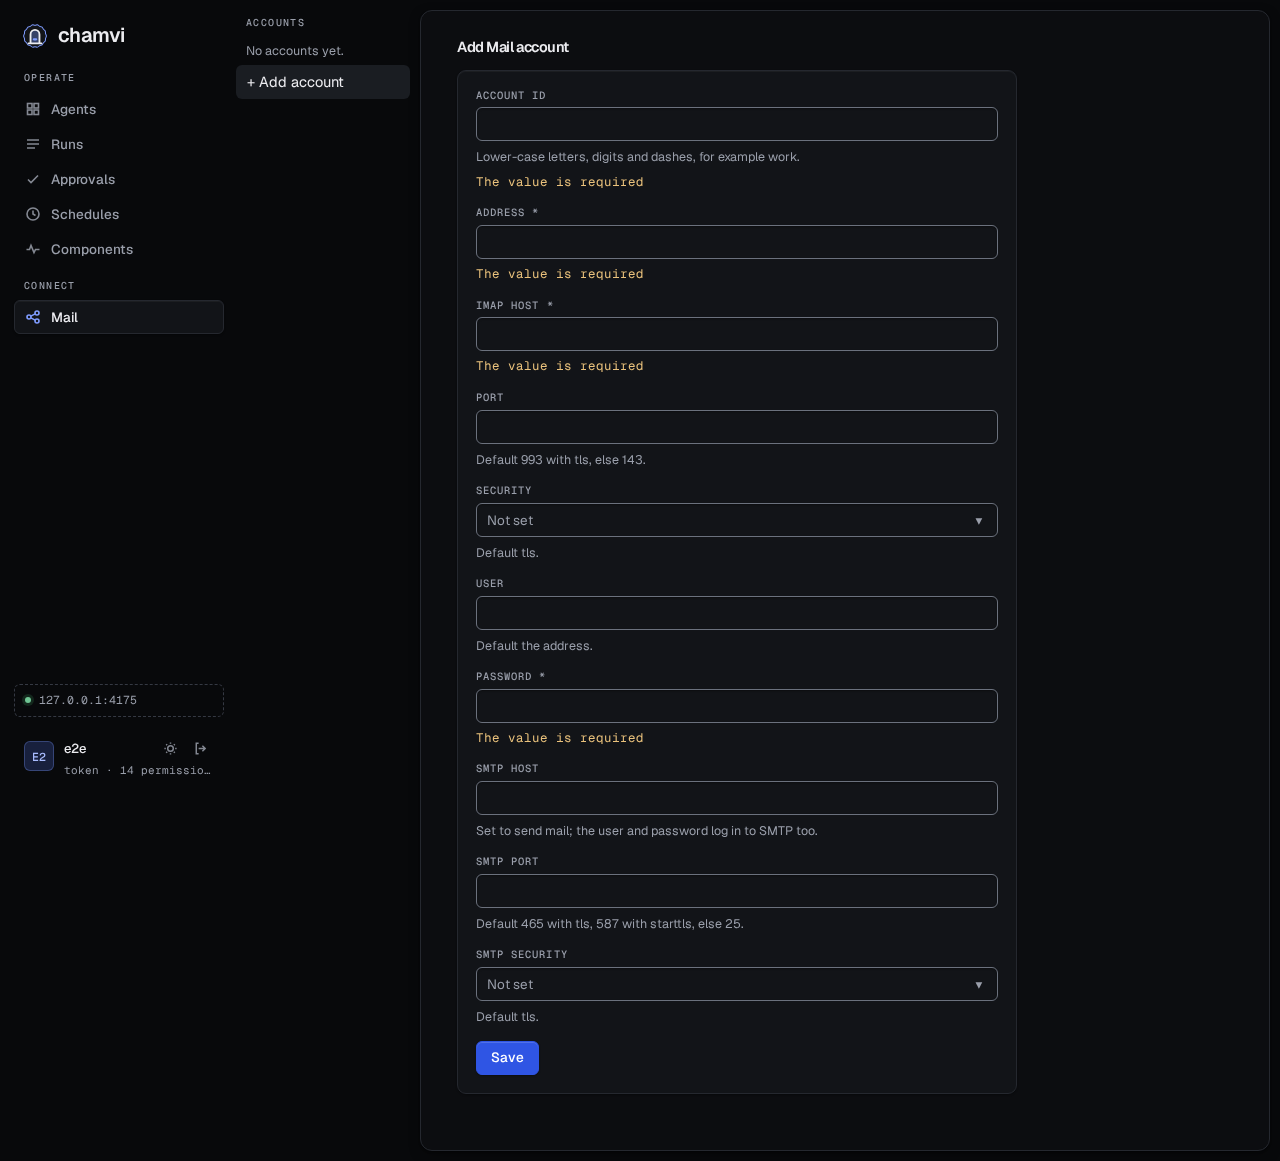 chamvi
OPERATE
Agents
Runs
Approvals
Schedules
Components
CONNECT
Mail
127.0.0.1:4175
E2
e2e
token · 14 permissio…
ACCOUNTS
No accounts yet.
+ Add account
Add Mail account
ACCOUNT ID
Lower-case letters, digits and dashes, for example work.
The value is required
ADDRESS *
The value is required
IMAP HOST *
The value is required
PORT
Default 993 with tls, else 143.
SECURITY
Not set
Default tls.
USER
Default the address.
PASSWORD *
The value is required
SMTP HOST
Set to send mail; the user and password log in to SMTP too.
SMTP PORT
Default 465 with tls, 587 with starttls, else 25.
SMTP SECURITY
Not set
Default tls.
Save